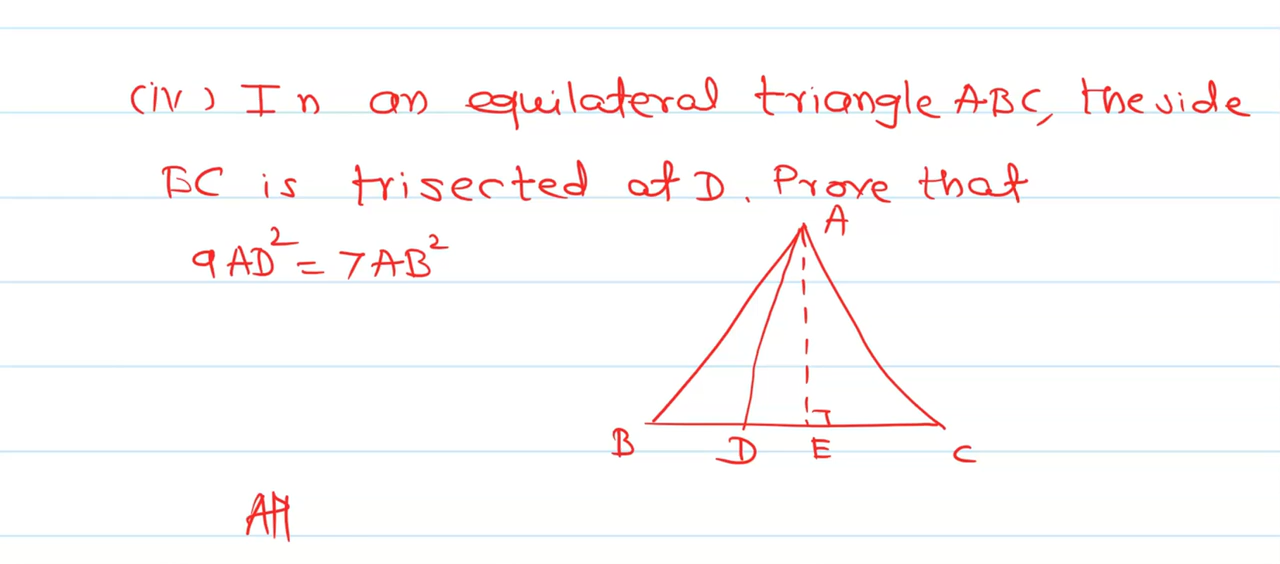 (iv) In an equilateral triangle ABC, the side
BC is trisected at D. Prove that
9AD² = 7AB²
A
B D E C